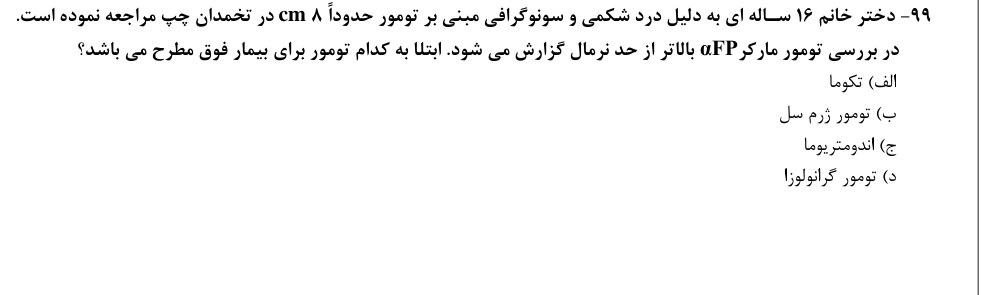 ۹۹- دختر خانم ۱۶ ساله ای به دلیل درد شکمی و سونوگرافی مبنی بر تومور حدوداً ۸ cm در تخمدان چپ مراجعه نموده است.
در بررسی تومور مارکر αFP بالاتر از حد نرمال گزارش می شود. ابتلا به کدام تومور برای بیمار فوق مطرح می باشد؟
الف) تکوما
ب) تومور ژرم سل
ج) اندومتریوما
د) تومور گرانولوزا